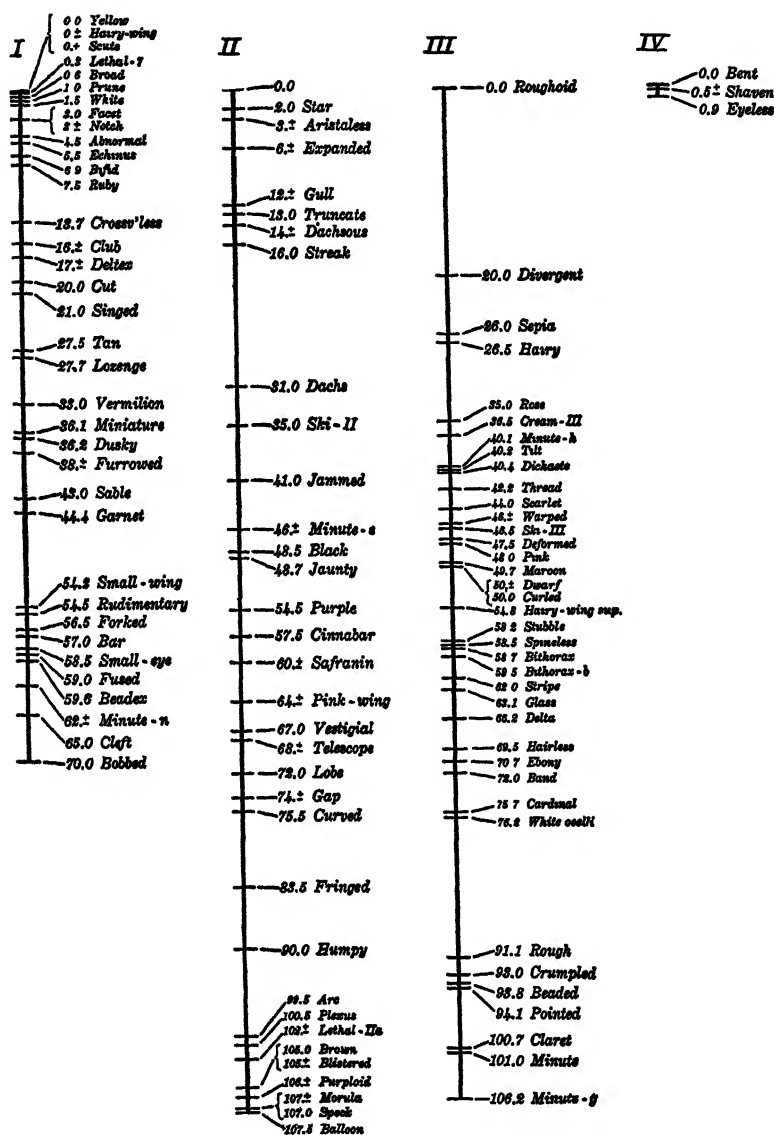 I
0 0 Yellow
0 ± Hairy-wing
0.+ Scute
0.3 Lethal-7
0 6 Broad
1 0 Prune
1.5 White
3.0 Facet
3 ± Notch
4.5 Abnormal
5.5 Echinus
6 9 Bifid
7.5 Ruby
13.7 Crossv'less
16.± Club
17.± Deltex
20.0 Cut
21.0 Singed
27.5 Tan
27.7 Lozenge
33.0 Vermilion
36.1 Miniature
36.2 Dusky
38.± Furrowed
43.0 Sable
44.4 Garnet
54.2 Small-wing
54.5 Rudimentary
56.5 Forked
57.0 Bar
58.5 Small-eye
59.0 Fused
59.6 Beadex
62.± Minute-n
65.0 Cleft
70.0 Bobbed
II
0.0
2.0 Star
3.± Aristaless
6.± Expanded
12.± Gull
13.0 Truncate
14.± Dachsous
16.0 Streak
31.0 Dachs
35.0 Ski-II
41.0 Jammed
46.± Minute-e
48.5 Black
48.7 Jaunty
54.5 Purple
57.5 Cinnabar
60.± Safranin
64.± Pink-wing
67.0 Vestigial
68.± Telescope
72.0 Lobe
74.± Gap
75.5 Curved
83.5 Fringed
90.0 Humpy
99.5 Arc
100.5 Plexus
102.± Lethal-IIa
105.0 Brown
105.± Blistered
106.± Purploid
107.± Morula
107.0 Speck
107.5 Balloon
III
0.0 Roughoid
20.0 Divergent
26.0 Sepia
26.5 Hairy
35.0 Rose
36.5 Cream-III
40.1 Minute-h
40.2 Tilt
40.4 Dichaete
42.2 Thread
44.0 Scarlet
46.± Warped
46.5 Ski-III
47.5 Deformed
48 0 Pink
49.7 Maroon
50.± Dwarf
50.0 Curled
54.8 Hairy-wing sup.
58 2 Stubble
58.5 Spineless
58 7 Bithorax
59 5 Bithorax-b
62 0 Stripe
63.1 Glass
66.2 Delta
69.5 Hairless
70 7 Ebony
72.0 Band
75 7 Cardinal
76.2 White ocelli
91.1 Rough
93.0 Crumpled
93.8 Beaded
94.1 Pointed
100.7 Claret
101.0 Minute
106.2 Minute-g
IV
0.0 Bent
0.5± Shaven
0.9 Eyeless